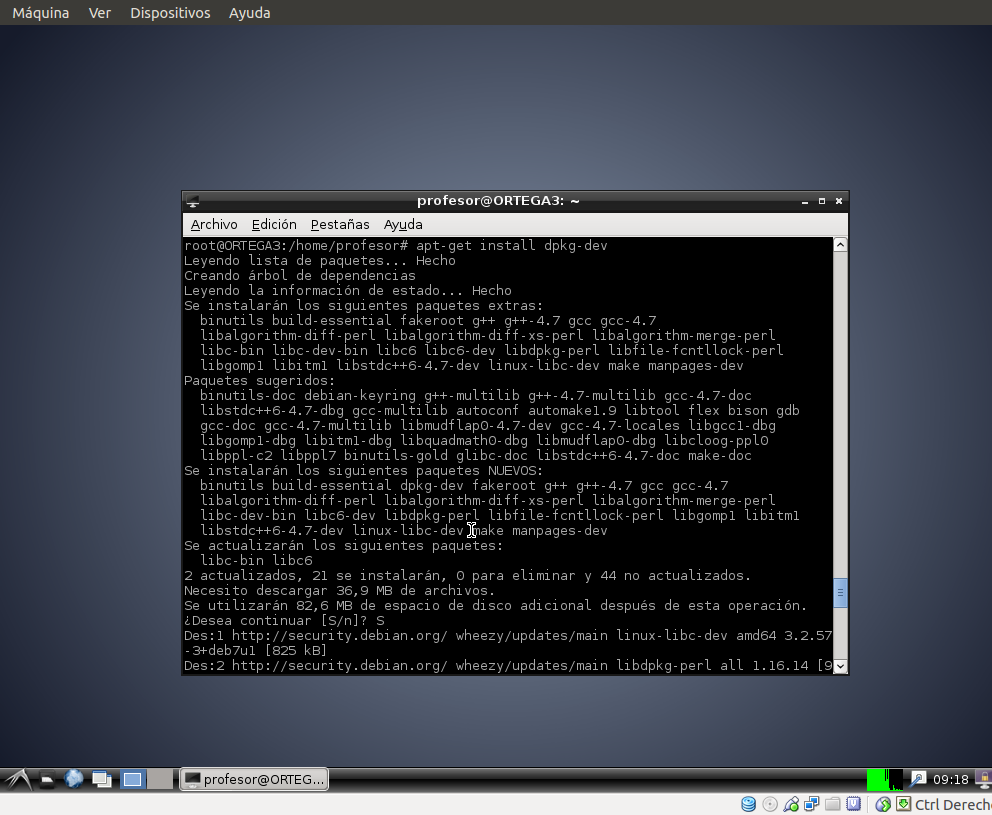 Máquina Ver Dispositivos Ayuda
profesor@ORTEGA3: ~
Archivo Edición Pestañas Ayuda
root@ORTEGA3:/home/profesor# apt-get install dpkg-dev
Leyendo lista de paquetes... Hecho
Creando árbol de dependencias
Leyendo la información de estado... Hecho
Se instalarán los siguientes paquetes extras:
binutils build-essential fakeroot g++ g++-4.7 gcc gcc-4.7
libalgorithm-diff-perl libalgorithm-diff-xs-perl libalgorithm-merge-perl
libc-bin libc-dev-bin libc6 libc6-dev libdpkg-perl libfile-fcntllock-perl
libgomp1 libitm1 libstdc++6-4.7-dev linux-libc-dev make manpages-dev
Paquetes sugeridos:
binutils-doc debian-keyring g++-multilib g++-4.7-multilib gcc-4.7-doc
libstdc++6-4.7-dbg gcc-multilib autoconf automake1.9 libtool flex bison gdb
gcc-doc gcc-4.7-multilib libmudflap0-4.7-dev gcc-4.7-locales libgcc1-dbg
libgomp1-dbg libitm1-dbg libquadmath0-dbg libmudflap0-dbg libcloog-ppl0
libppl-c2 libppl7 binutils-gold glibc-doc libstdc++6-4.7-doc make-doc
Se instalarán los siguientes paquetes NUEVOS:
binutils build-essential dpkg-dev fakeroot g++ g++-4.7 gcc gcc-4.7
libalgorithm-diff-perl libalgorithm-diff-xs-perl libalgorithm-merge-perl
libc-dev-bin libc6-dev libdpkg-perl libfile-fcntllock-perl libgomp1 libitm1
libstdc++6-4.7-dev linux-libc-dev make manpages-dev
Se actualizarán los siguientes paquetes:
libc-bin libc6
2 actualizados, 21 se instalarán, 0 para eliminar y 44 no actualizados.
Necesito descargar 36,9 MB de archivos.
Se utilizarán 82,6 MB de espacio de disco adicional después de esta operación.
¿Desea continuar [S/n]? S
Des:1 http://security.debian.org/ wheezy/updates/main linux-libc-dev amd64 3.2.57
-3+deb7u1 [825 kB]
Des:2 http://security.debian.org/ wheezy/updates/main libdpkg-perl all 1.16.14 [9
profesor@ORTEG... 09:18
Ctrl Derech